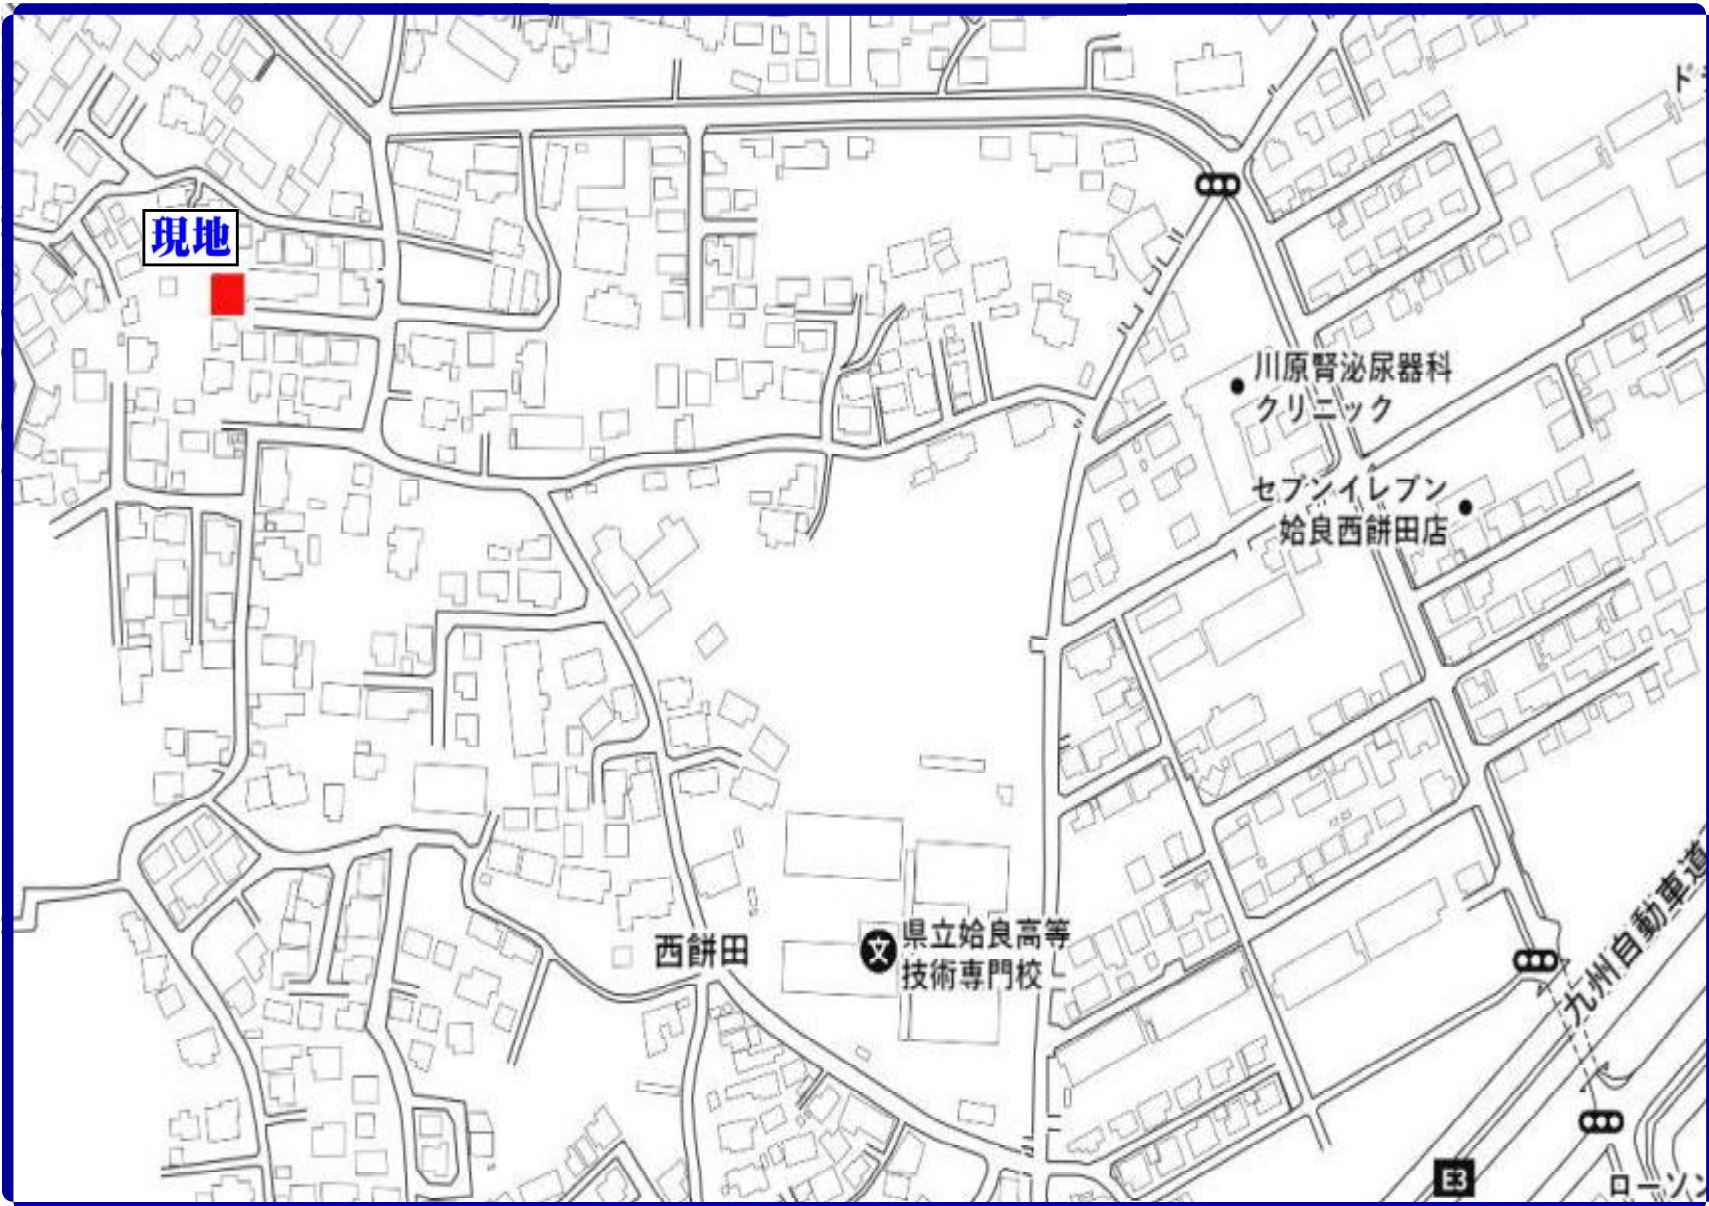 現地
川原腎泌尿器科
クリニック
セブンイレブン
姶良西餅田店
西餅田
文
県立姶良高等
技術専門校
九州自動車道
E3
ローソン